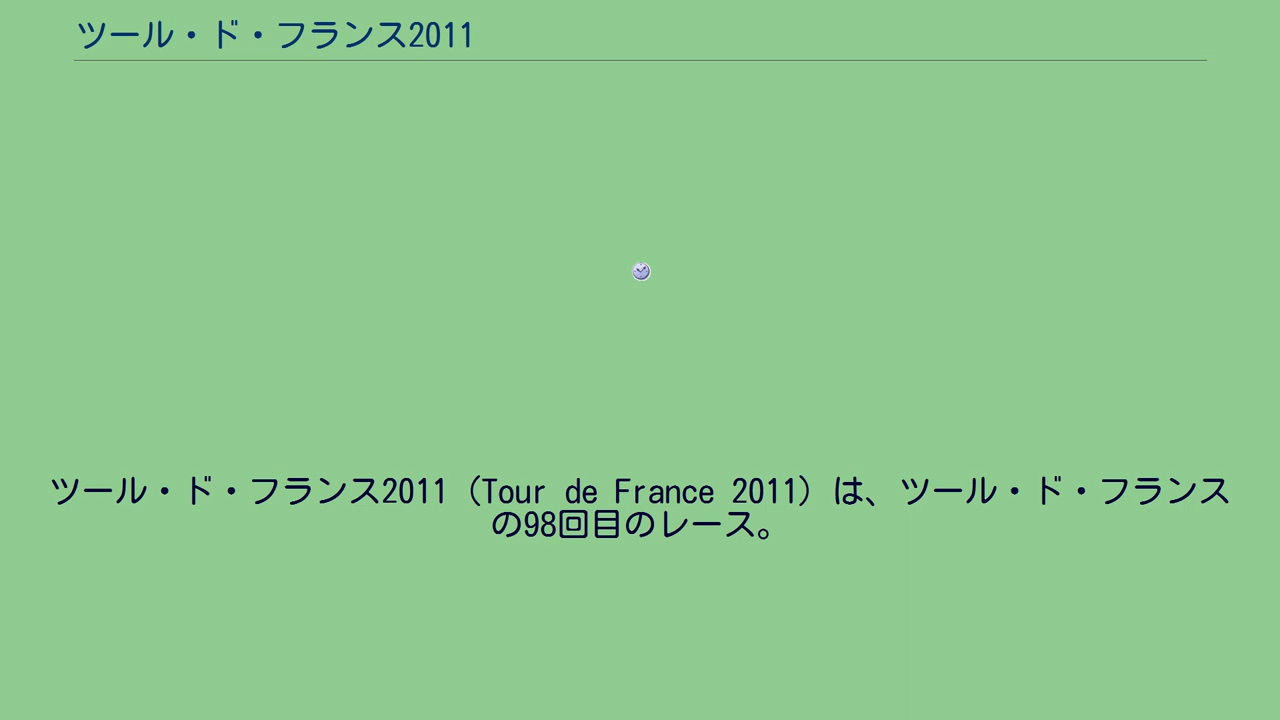 ツール・ド・フランス2011
ツール・ド・フランス2011（Tour de France 2011）は、ツール・ド・フランス
の98回目のレース。